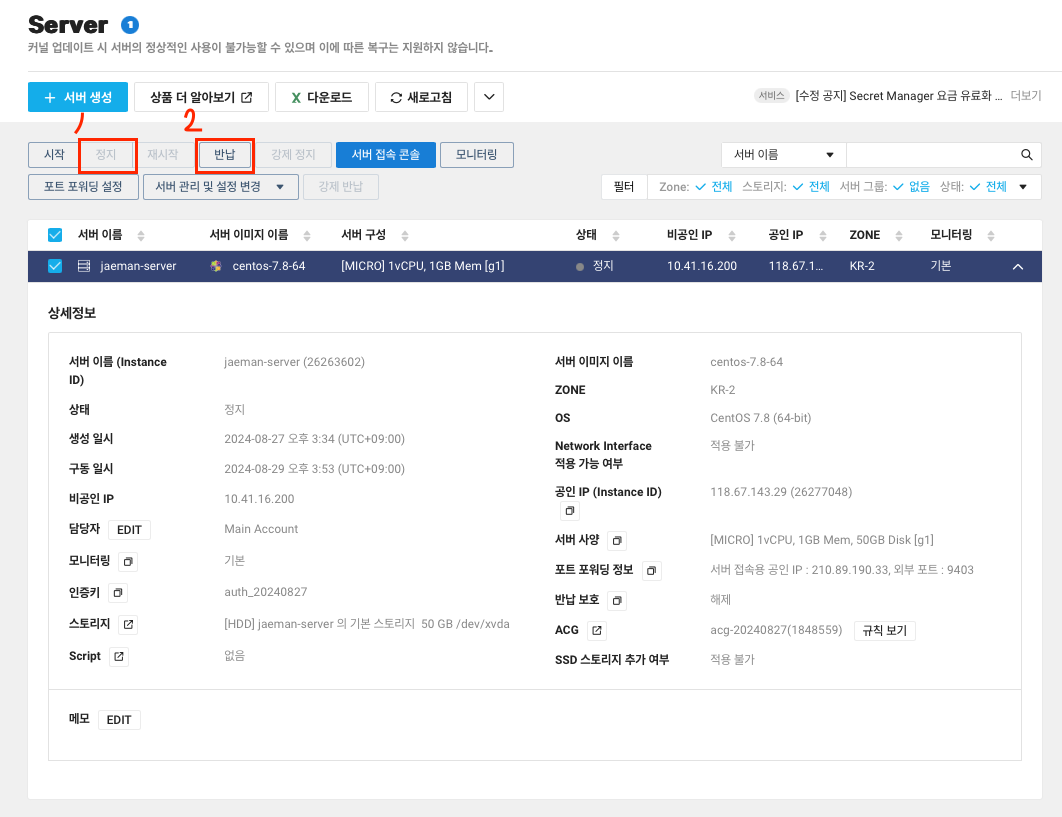 Server 1
커널 업데이트 시 서버의 정상적인 사용이 불가능할 수 있으며 이에 따른 복구는 지원하지 않습니다.
+ 서버 생성 상품 더 알아보기 X 다운로드 새로고침 서비스 [수정 공지] Secret Manager 요금 유료화 ... 더보기
1 2
시작 정지 재시작 반납 강제 정지 서버 접속 콘솔 모니터링 서버 이름
포트 포워딩 설정 서버 관리 및 설정 변경 강제 반납 필터 Zone: 전체 스토리지: 전체 서버 그룹: 없음 상태: 전체
서버 이름 서버 이미지 이름 서버 구성 상태 비공인 IP 공인 IP ZONE 모니터링
jaeman-server centos-7.8-64 [MICRO] 1vCPU, 1GB Mem [g1] 정지 10.41.16.200 118.67.1... KR-2 기본
상세정보
서버 이름 (Instance ID) jaeman-server (26263602)
상태 정지
생성 일시 2024-08-27 오후 3:34 (UTC+09:00)
구동 일시 2024-08-29 오후 3:53 (UTC+09:00)
비공인 IP 10.41.16.200
담당자 EDIT Main Account
모니터링 기본
인증키 auth_20240827
스토리지 [HDD] jaeman-server 의 기본 스토리지 50 GB /dev/xvda
Script 없음
서버 이미지 이름 centos-7.8-64
ZONE KR-2
OS CentOS 7.8 (64-bit)
Network Interface 적용 가능 여부 적용 불가
공인 IP (Instance ID) 118.67.143.29 (26277048)
서버 사양 [MICRO] 1vCPU, 1GB Mem, 50GB Disk [g1]
포트 포워딩 정보 서버 접속용 공인 IP : 210.89.190.33, 외부 포트 : 9403
반납 보호 해제
ACG acg-20240827(1848559) 규칙 보기
SSD 스토리지 추가 여부 적용 불가
메모 EDIT